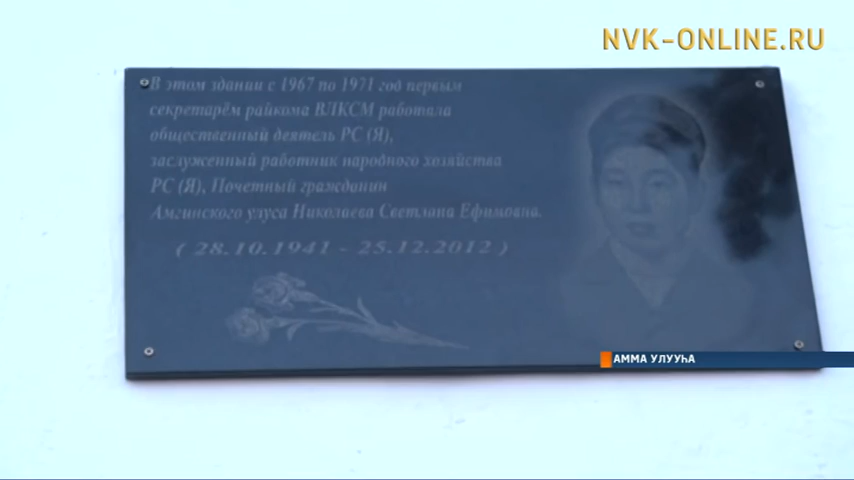 NVK-ONLINE.RU
В этом здании с 1967 по 1971 год первым
секретарём райкома ВЛКСМ работала
общественный деятель РС (Я),
заслуженный работник народного хозяйства
РС (Я), Почетный гражданин
Амгинского улуса Николаева Светлана Ефимовна.
( 28.10.1941 - 25.12.2012 )
АММА УЛУУҺА